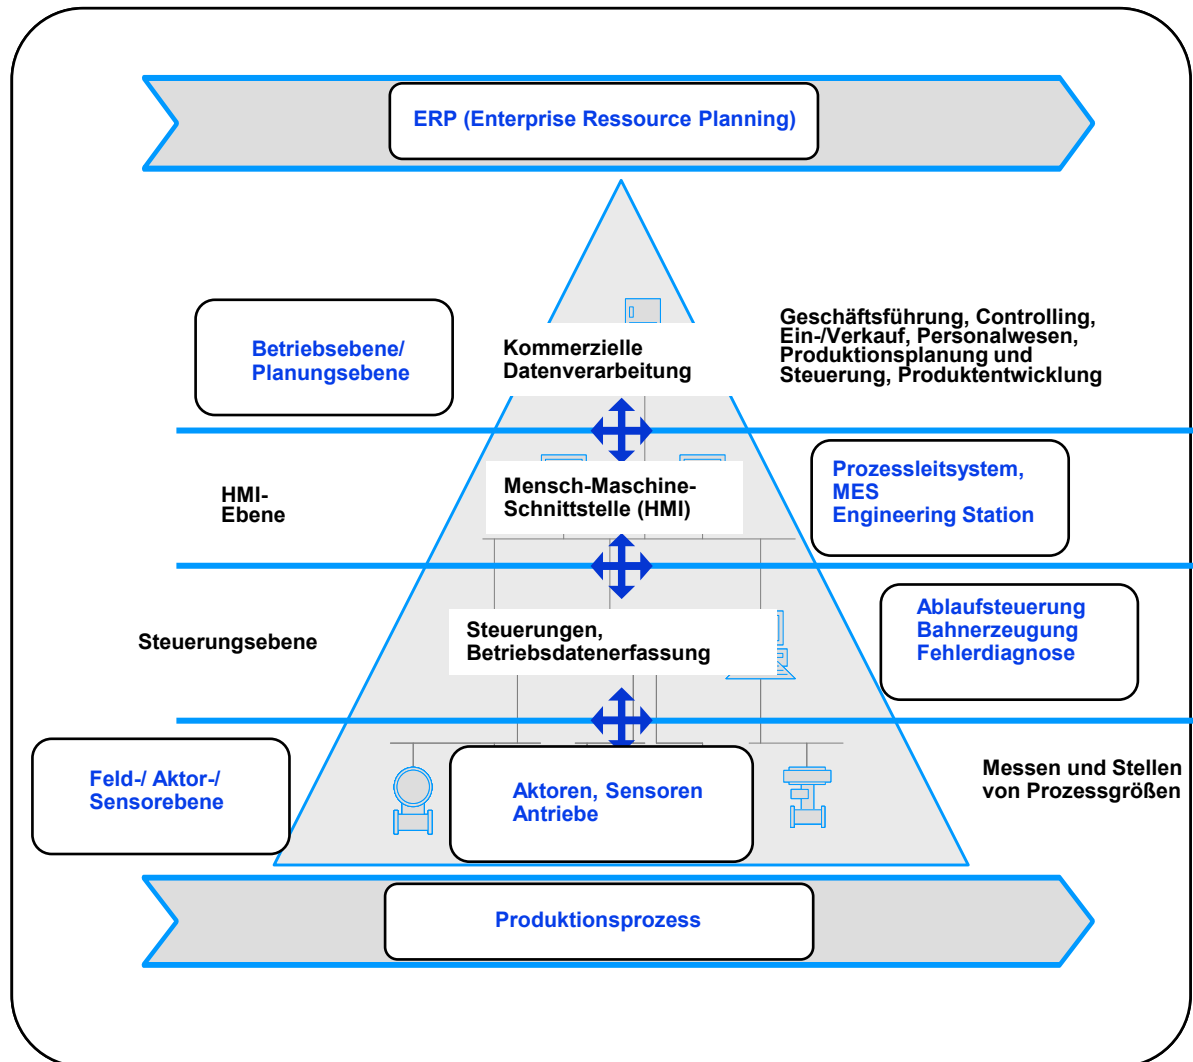 ERP (Enterprise Ressource Planning)
Betriebsebene/
Planungsebene
Kommerzielle
Datenverarbeitung
Geschäftsführung, Controlling,
Ein-/Verkauf, Personalwesen,
Produktionsplanung und
Steuerung, Produktentwicklung
HMI-
Ebene
Mensch-Maschine-
Schnittstelle (HMI)
Prozessleitsystem,
MES
Engineering Station
Steuerungsebene
Steuerungen,
Betriebsdatenerfassung
Ablaufsteuerung
Bahnerzeugung
Fehlerdiagnose
Feld-/ Aktor-/
Sensorebene
Aktoren, Sensoren
Antriebe
Messen und Stellen
von Prozessgrößen
Produktionsprozess